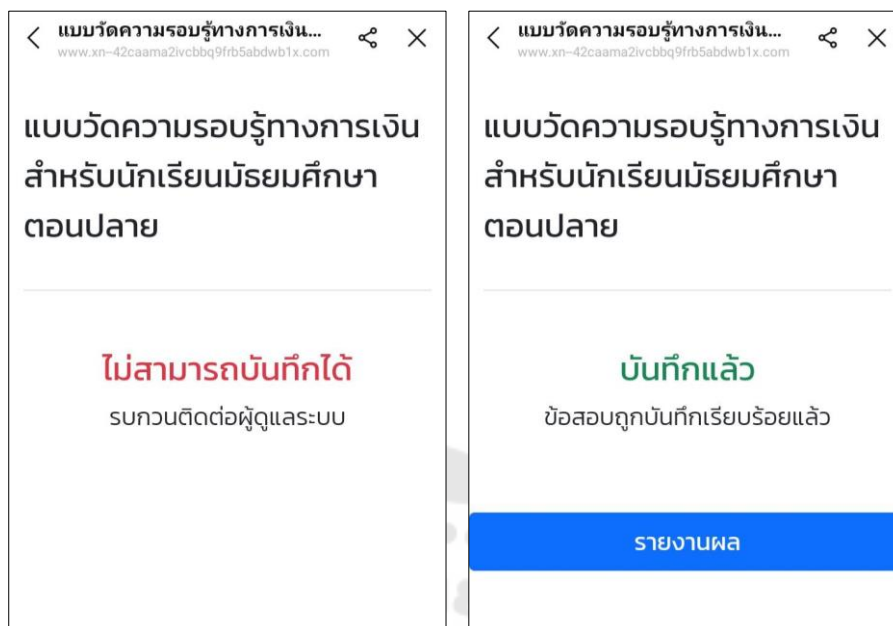 แบบวัดความรอบรู้ทางการเงิน...
www.xn-42caama2ivcbbq9frb5abdwb1x.com
แบบวัดความรอบรู้ทางการเงิน
สำหรับนักเรียนมัธยมศึกษา
ตอนปลาย
ไม่สามารถบันทึกได้
รบกวนติดต่อผู้ดูแลระบบ
แบบวัดความรอบรู้ทางการเงิน...
www.xn-42caama2ivcbbq9frb5abdwb1x.com
แบบวัดความรอบรู้ทางการเงิน
สำหรับนักเรียนมัธยมศึกษา
ตอนปลาย
บันทึกแล้ว
ข้อสอบถูกบันทึกเรียบร้อยแล้ว
รายงานผล